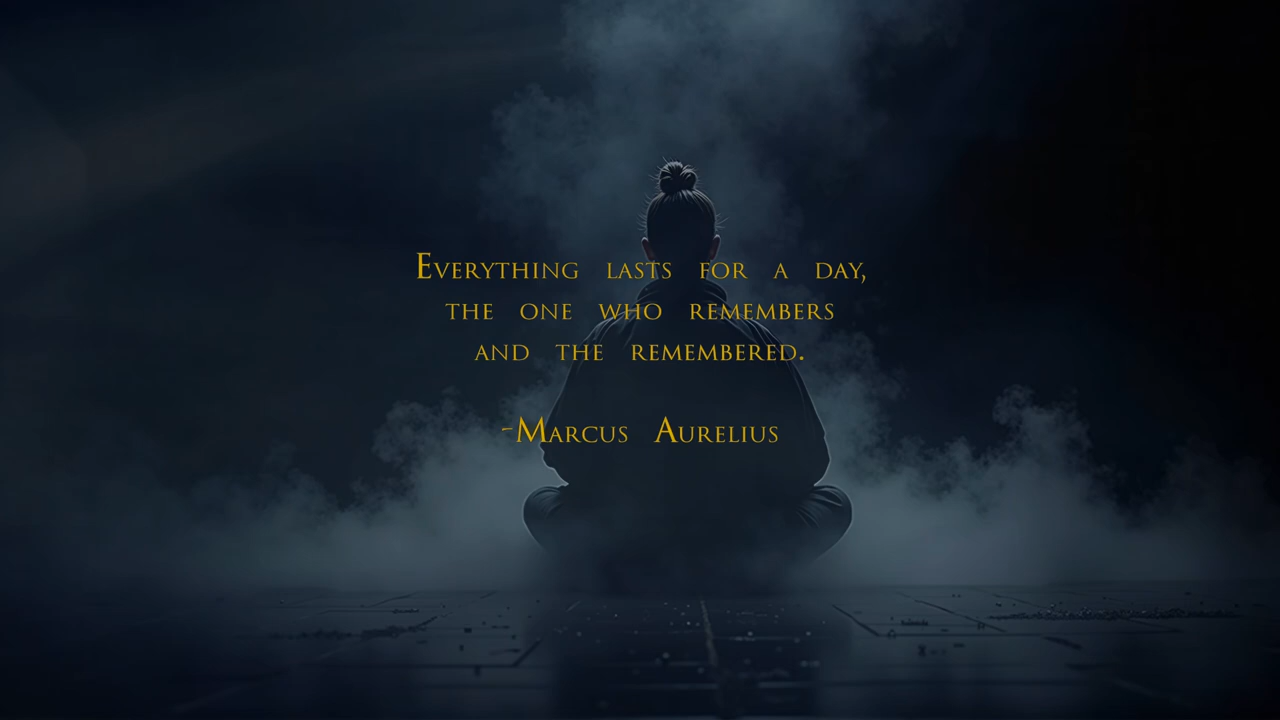 Everything lasts for a day,
the one who remembers
and the remembered.
-Marcus Aurelius